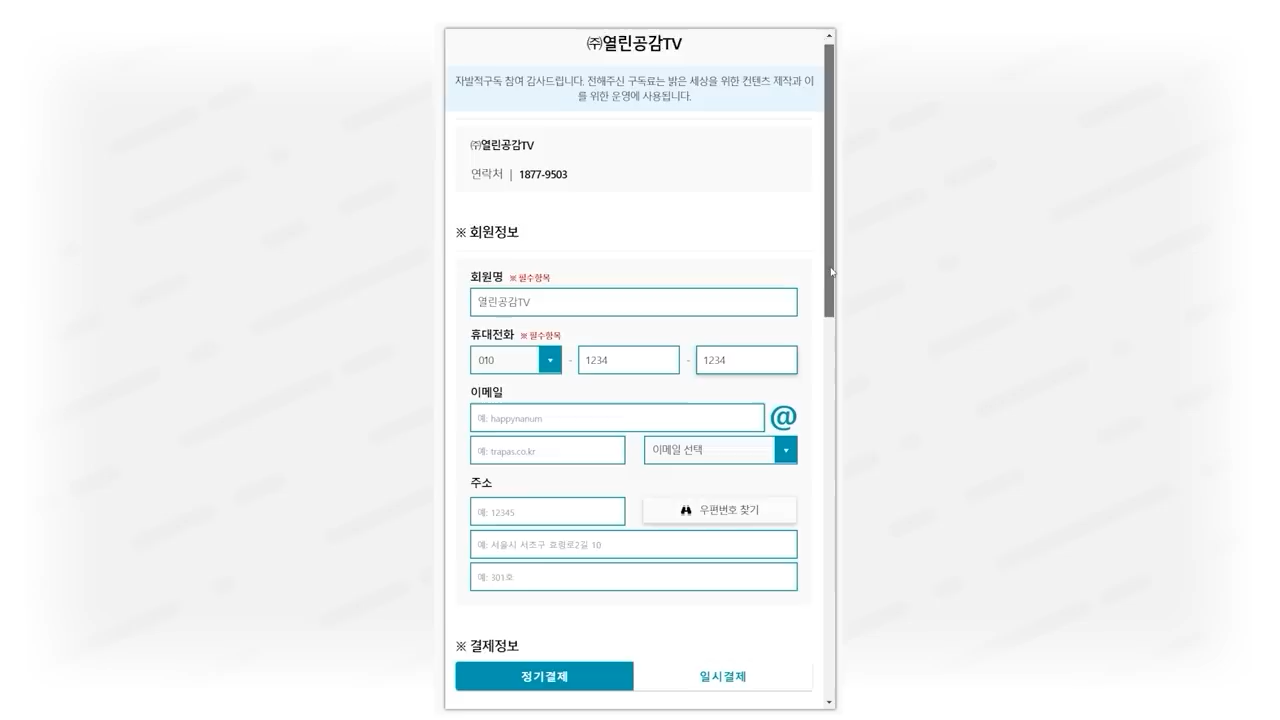 ㈜열린공감TV
자발적구독 참여 감사드립니다. 전해주신 구독료는 밝은 세상을 위한 컨텐츠 제작과 이
를 위한 운영에 사용됩니다.
㈜열린공감TV
연락처 | 1877-9503
※ 회원정보
회원명 ※ 필수항목
열린공감TV
휴대전화 ※ 필수항목
010 - 1234 - 1234
이메일
예: happynanum @
예: trapas.co.kr 이메일 선택
주소
예: 12345 우편번호 찾기
예: 서울시 서초구 효령로2길 10
예: 301호
※ 결제정보
정기결제 일시결제